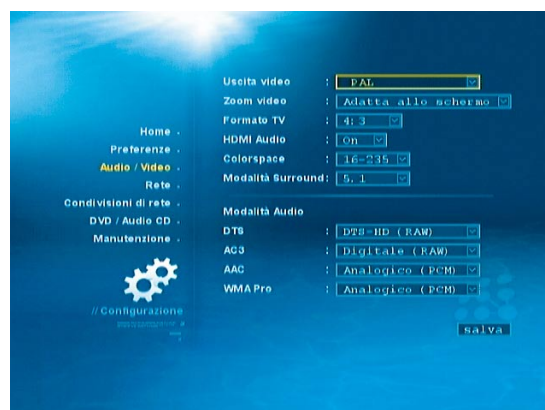 Uscita video : PAL
Zoom video : Adatta allo schermo
Formato TV : 4:3
HDMI Audio : On
Colorspace : 16-235
Modalità Surround: 5.1
Home
Preferenze
Audio / Video
Rete
Condivisioni di rete
DVD / Audio CD
Manutenzione
// Configurazione
Modalità Audio
DTS : DTS-HD (RAW)
AC3 : Digitale (RAW)
AAC : Analogico (PCM)
WMA Pro : Analogico (PCM)
salva